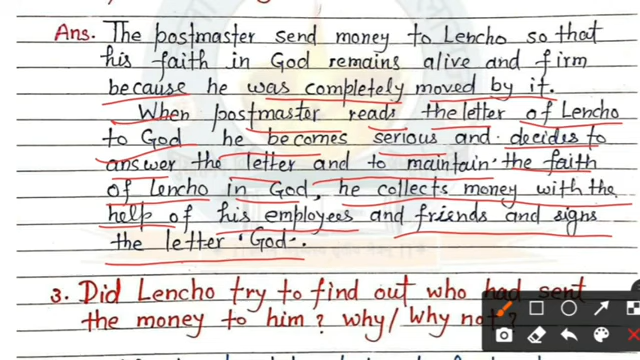 Ans. The postmaster send money to Lencho so that
his faith in God remains alive and firm
because he was completely moved by it.
When postmaster reads the letter of Lencho
to God he becomes serious and decides to
answer the letter and to maintain the faith
of lencho in God, he collects money with the
help of his employees and friends and signs
the letter 'God'.
3. Did Lencho try to find out who had sent
the money to him? why/why not?